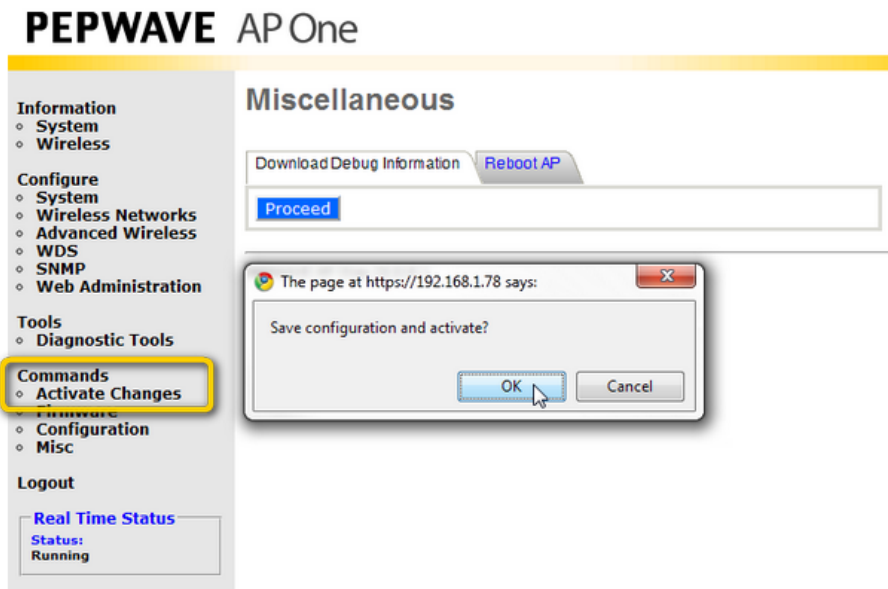 PEPWAVE AP One
Information
System
Wireless
Configure
System
Wireless Networks
Advanced Wireless
WDS
SNMP
Web Administration
Tools
Diagnostic Tools
Commands
Activate Changes
Firmware
Configuration
Misc
Logout
Real Time Status
Status:
Running
Miscellaneous
Download Debug Information Reboot AP
Proceed
The page at https://192.168.1.78 says:
Save configuration and activate?
OK Cancel